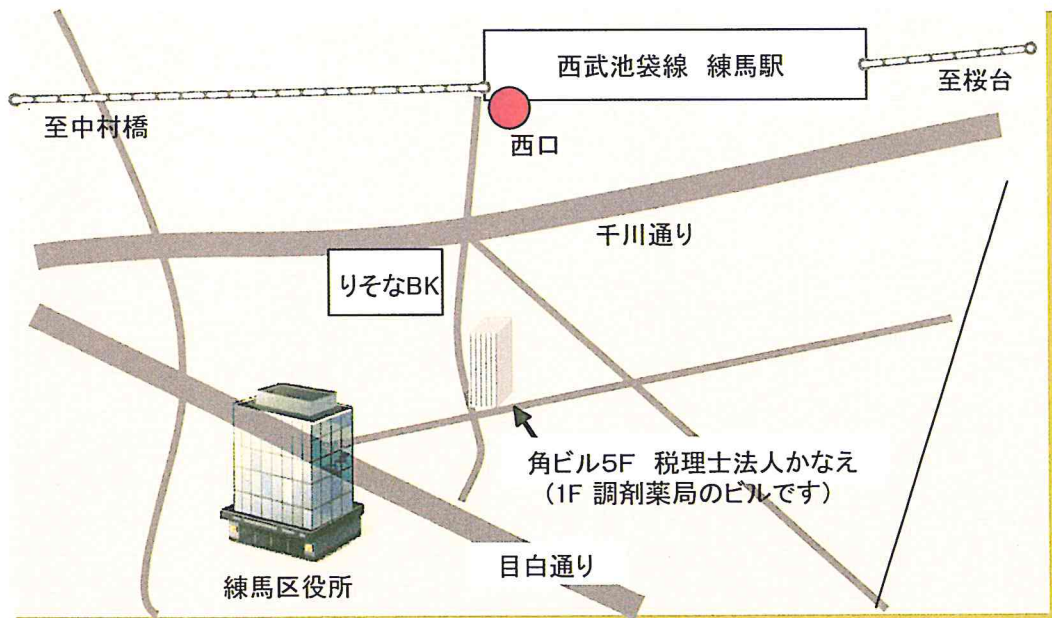 西武池袋線 練馬駅
至桜台
至中村橋
西口
千川通り
りそなBK
角ビル5F 税理士法人かなえ
(1F 調剤薬局のビルです)
目白通り
練馬区役所